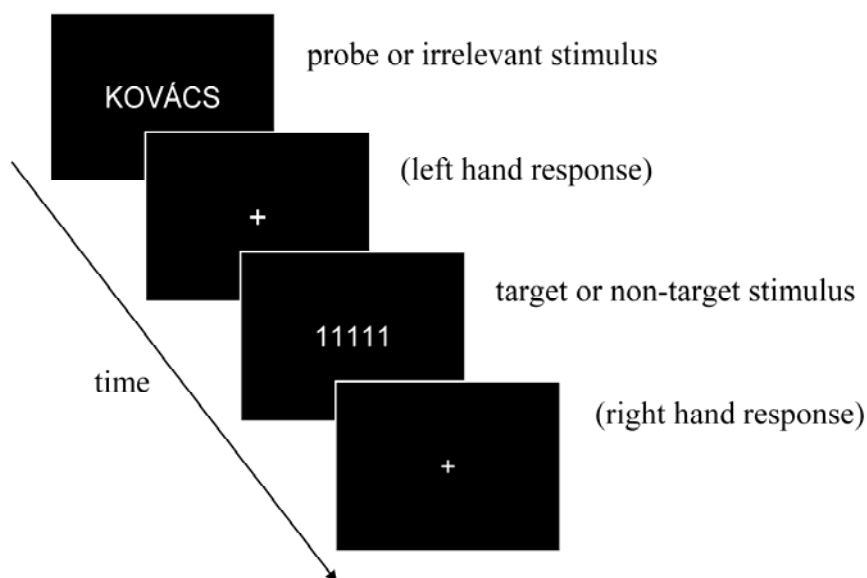 KOVÁCS
probe or irrelevant stimulus
+
(left hand response)
11111
target or non-target stimulus
time
+
(right hand response)